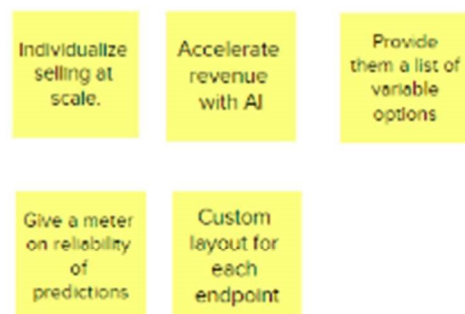 Individualize
selling at
scale.
Accelerate
revenue
with AI
Provide
them a list of
variable
options
Give a meter
on reliability
of
predictions
Custom
layout for
each
endpoint